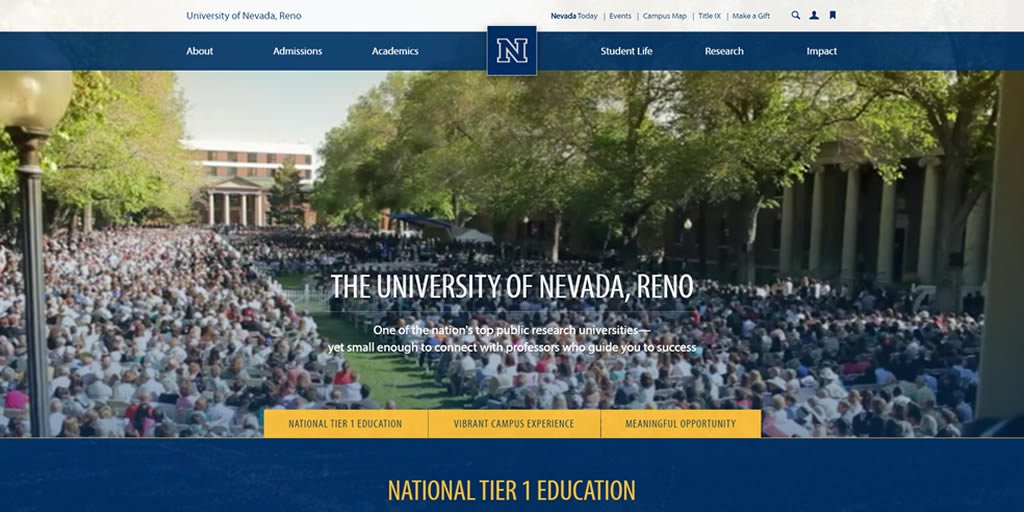 University of Nevada, Reno
Nevada Today | Events | Campus Map | Title IX | Make a Gift
About Admissions Academics N Student Life Research Impact
THE UNIVERSITY OF NEVADA, RENO
One of the nation's top public research universities—
yet small enough to connect with professors who guide you to success
NATIONAL TIER 1 EDUCATION VIBRANT CAMPUS EXPERIENCE MEANINGFUL OPPORTUNITY
NATIONAL TIER 1 EDUCATION